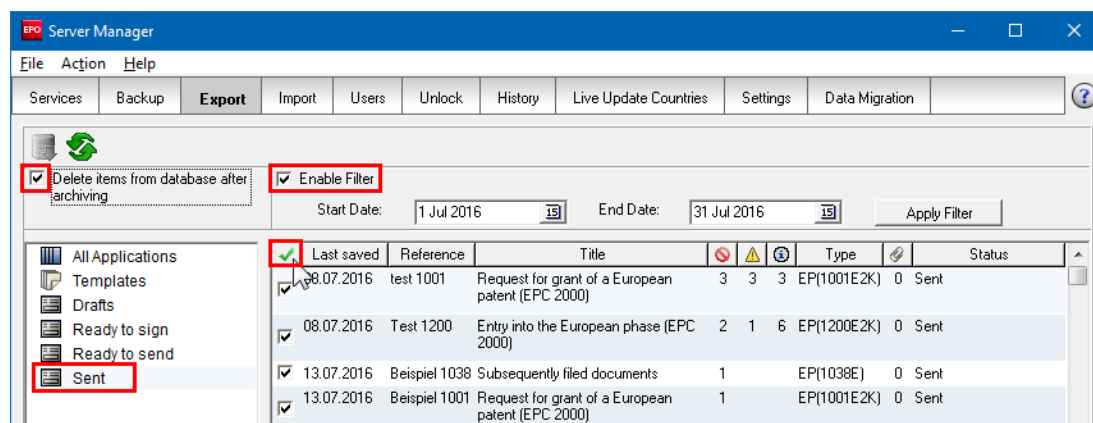 EPO Server Manager
File Action Help
Services Backup Export Import Users Unlock History Live Update Countries Settings Data Migration ?
Delete items from database after
archiving
Enable Filter
Start Date: 1 Jul 2016 15 End Date: 31 Jul 2016 15 Apply Filter
All Applications
Templates
Drafts
Ready to sign
Ready to send
Sent
Last saved Reference Title Type Status
08.07.2016 test 1001 Request for grant of a European 3 3 3 EP(1001E2K) 0 Sent
patent (EPC 2000)
08.07.2016 Test 1200 Entry into the European phase (EPC 2 1 6 EP(1200E2K) 0 Sent
2000)
13.07.2016 Beispiel 1038 Subsequently filed documents 1 EP(1038E) 0 Sent
13.07.2016 Beispiel 1001 Request for grant of a European 1 EP(1001E2K) 0 Sent
patent (EPC 2000)